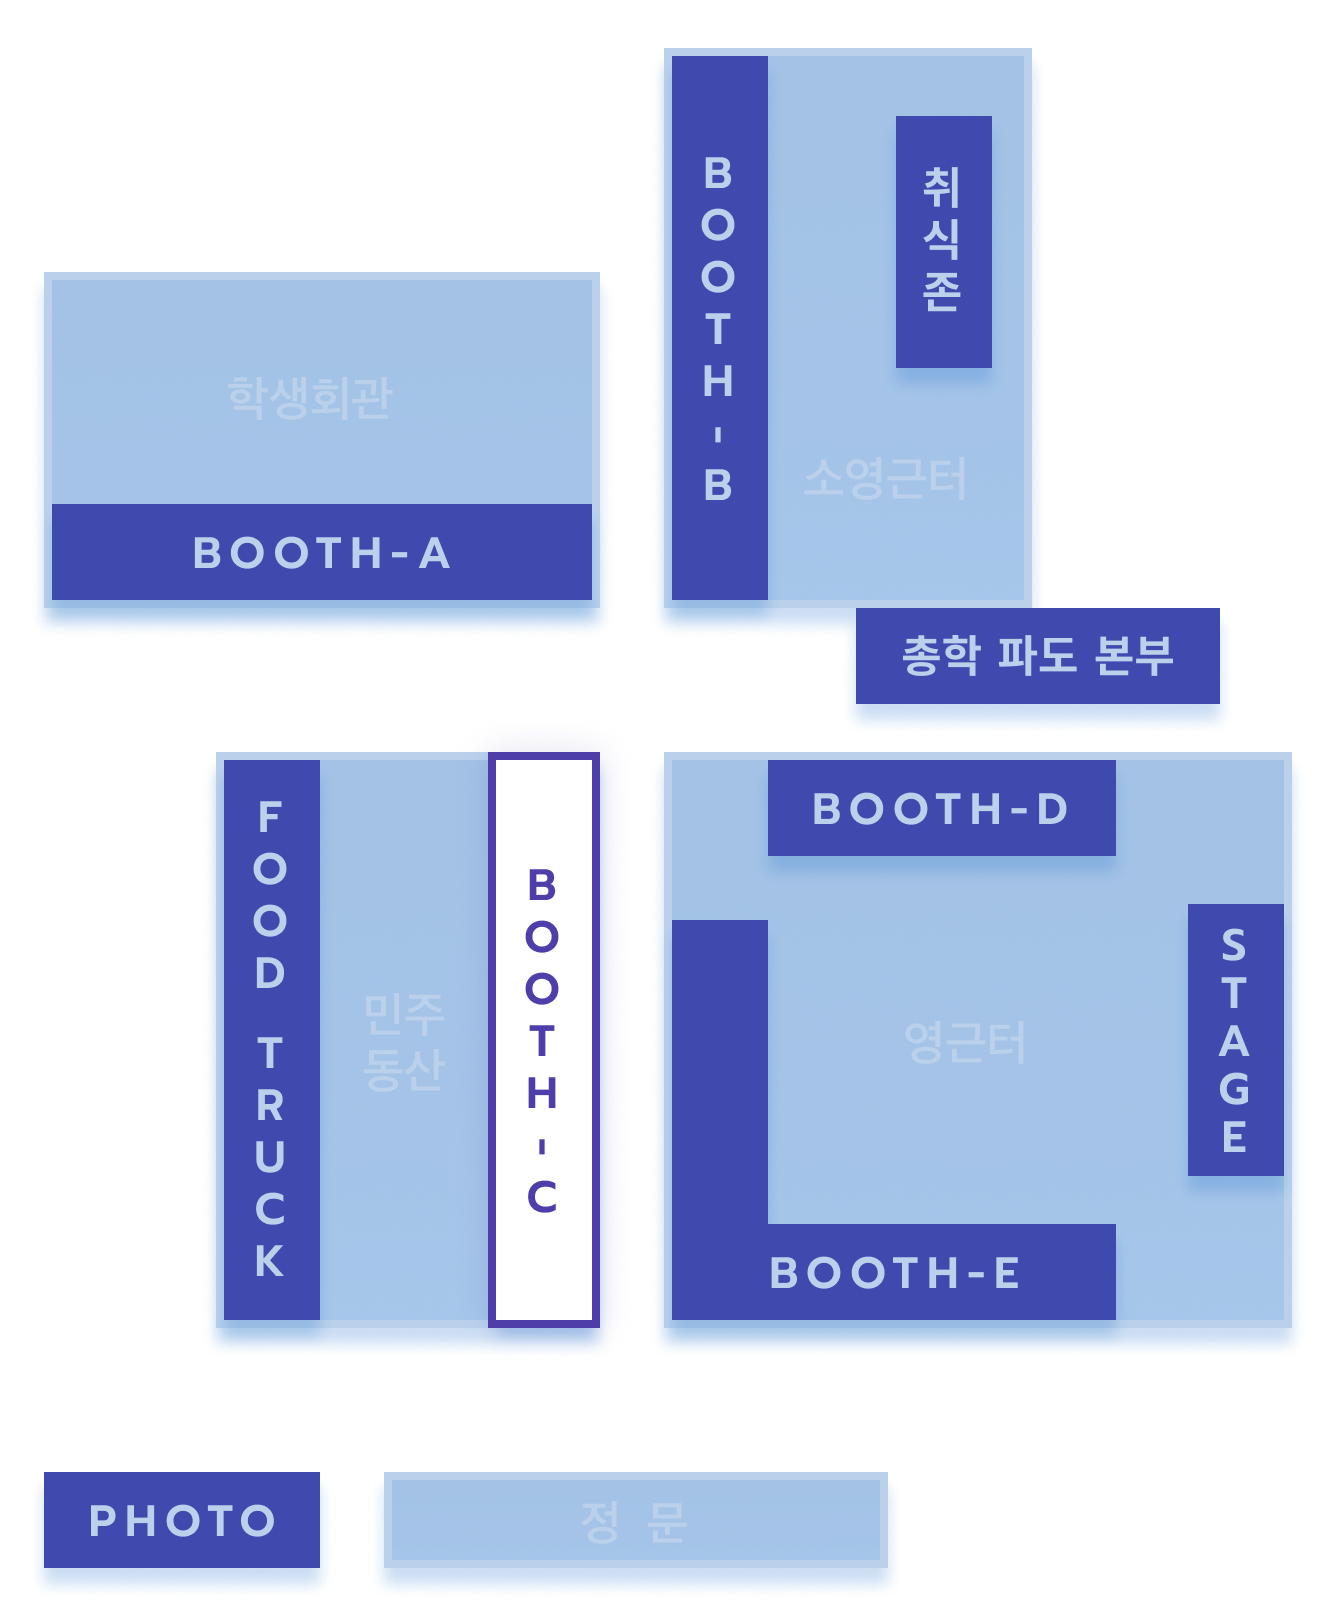 BOOTH-B
취식존
학생회관
소영근터
BOOTH-A
총학 파도 본부
FOOD TRUCK
민주
동산
BOOTH-C
BOOTH-D
영근터
STAGE
BOOTH-E
PHOTO
정 문